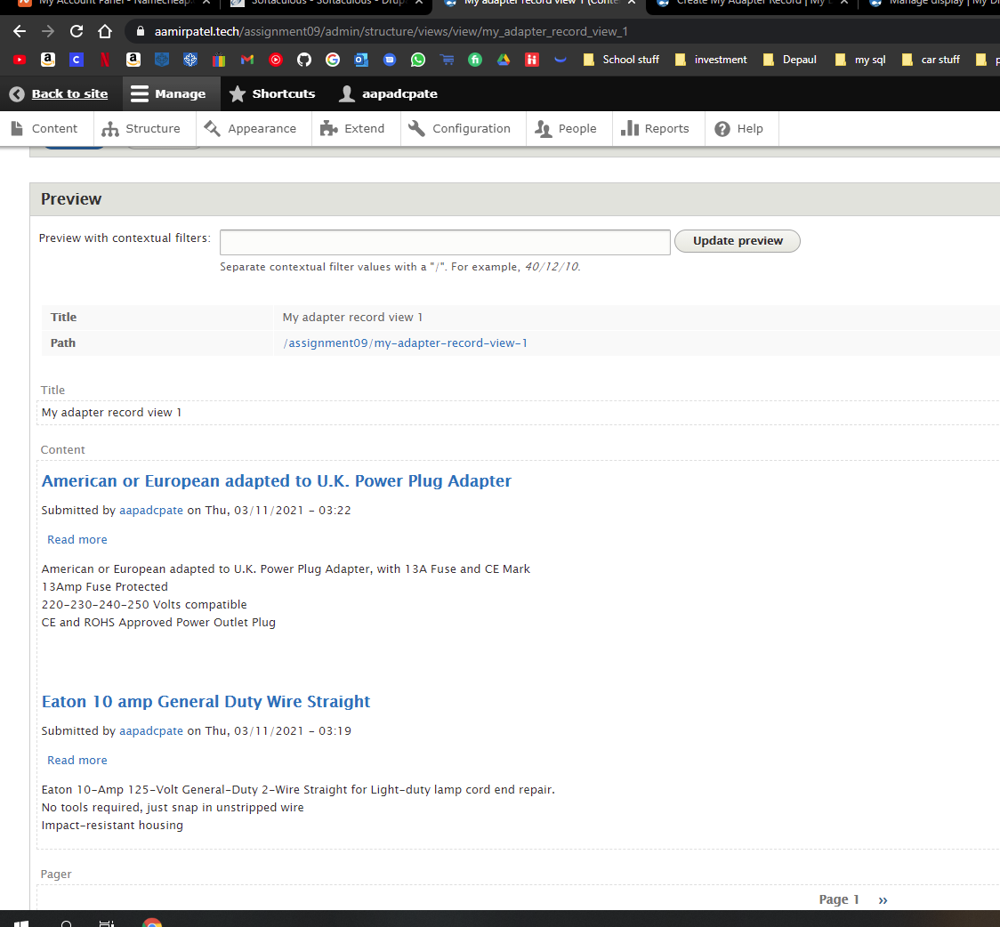 My Account Panel - Namecheap.
Softaculous - Softaculous - Drup
My adapter record view 1 (Conte
Create My Adapter Record | My
Manage display | My D
aamirpatel.tech/assignment09/admin/structure/views/view/my_adapter_record_view_1
School stuff
investment
Depaul
my sql
car stuff
Back to site
Manage
Shortcuts
aapadcpate
Content
Structure
Appearance
Extend
Configuration
People
Reports
Help
Preview
Preview with contextual filters:
Update preview
Separate contextual filter values with a "/". For example, 40/12/10.
Title
My adapter record view 1
Path
/assignment09/my-adapter-record-view-1
Title
My adapter record view 1
Content
American or European adapted to U.K. Power Plug Adapter
Submitted by aapadcpate on Thu, 03/11/2021 - 03:22
Read more
American or European adapted to U.K. Power Plug Adapter, with 13A Fuse and CE Mark
13Amp Fuse Protected
220-230-240-250 Volts compatible
CE and ROHS Approved Power Outlet Plug
Eaton 10 amp General Duty Wire Straight
Submitted by aapadcpate on Thu, 03/11/2021 - 03:19
Read more
Eaton 10-Amp 125-Volt General-Duty 2-Wire Straight for Light-duty lamp cord end repair.
No tools required, just snap in unstripped wire
Impact-resistant housing
Pager
Page 1 ››